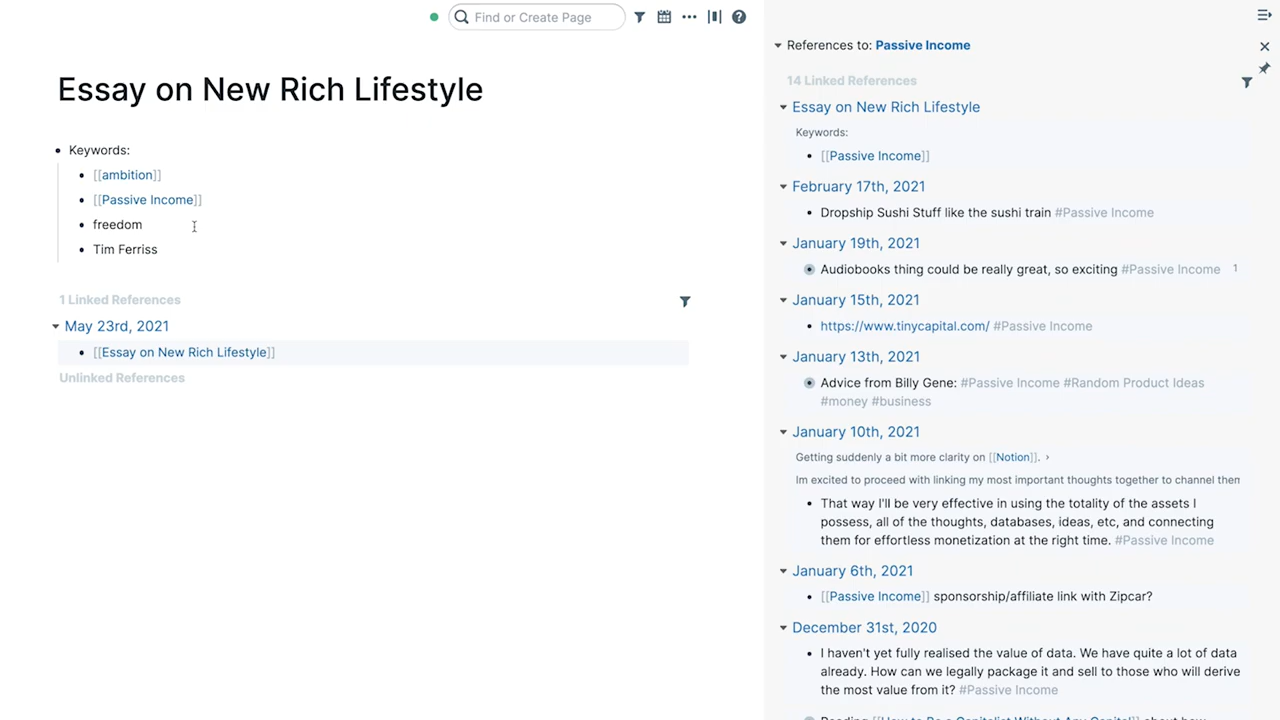 Find or Create Page
Essay on New Rich Lifestyle
Keywords:
[[ambition]]
[[Passive Income]]
freedom
Tim Ferriss
1 Linked References
May 23rd, 2021
[[Essay on New Rich Lifestyle]]
Unlinked References
References to: Passive Income
14 Linked References
Essay on New Rich Lifestyle
Keywords:
[[Passive Income]]
February 17th, 2021
Dropship Sushi Stuff like the sushi train #Passive Income
January 19th, 2021
Audiobooks thing could be really great, so exciting #Passive Income 1
January 15th, 2021
https://www.tinycapital.com/ #Passive Income
January 13th, 2021
Advice from Billy Gene: #Passive Income #Random Product Ideas
#money #business
January 10th, 2021
Getting suddenly a bit more clarity on [[Notion]]. ›
Im excited to proceed with linking my most important thoughts together to channel then
That way I'll be very effective in using the totality of the assets I
possess, all of the thoughts, databases, ideas, etc, and connecting
them for effortless monetization at the right time. #Passive Income
January 6th, 2021
[[Passive Income]] sponsorship/affiliate link with Zipcar?
December 31st, 2020
I haven't yet fully realised the value of data. We have quite a lot of data
already. How can we legally package it and sell to those who will derive
the most value from it? #Passive Income
Reading [[How to Be a Capitalist Without Any Capital]] about how